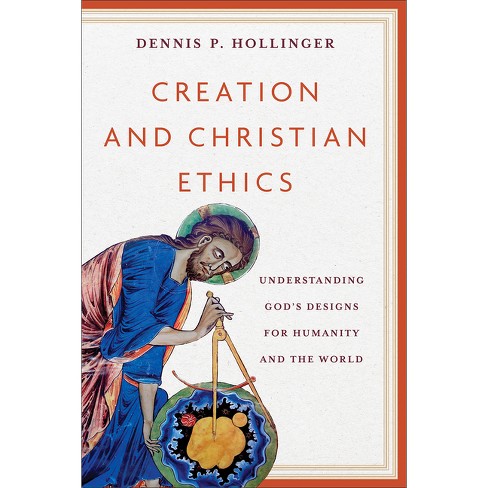 DENNIS P. HOLLINGER
CREATION
AND CHRISTIAN
ETHICS
UNDERSTANDING
GOD'S DESIGNS
FOR HUMANITY
AND THE WORLD